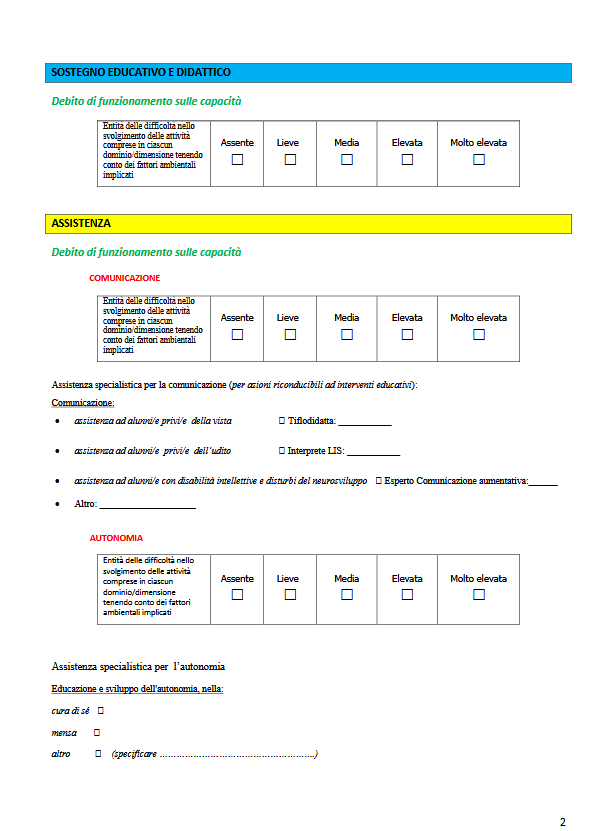 SOSTEGNO EDUCATIVO E DIDATTICO
Debito di funzionamento sulle capacità
Entità delle difficoltà nello
svolgimento delle attività
comprese in ciascun
dominio/dimensione tenendo
conto dei fattori ambientali
implicati
Assente ☐ Lieve ☐ Media ☐ Elevata ☐ Molto elevata ☐
ASSISTENZA
Debito di funzionamento sulle capacità
COMUNICAZIONE
Entità delle difficoltà nello
svolgimento delle attività
comprese in ciascun
dominio/dimensione tenendo
conto dei fattori ambientali
implicati
Assente ☐ Lieve ☐ Media ☐ Elevata ☐ Molto elevata ☐
Assistenza specialistica per la comunicazione (per azioni riconducibili ad interventi educativi):
Comunicazione:
• assistenza ad alunni/e privi/e della vista ☐ Tiflodidatta: ___________
• assistenza ad alunni/e privi/e dell'udito ☐ Interprete LIS: ___________
• assistenza ad alunni/e con disabilità intellettive e disturbi del neurosviluppo ☐ Esperto Comunicazione aumentativa:______
• Altro: ____________________
AUTONOMIA
Entità delle difficoltà nello
svolgimento delle attività
comprese in ciascun
dominio/dimensione
tenendo conto dei fattori
ambientali implicati
Assente ☐ Lieve ☐ Media ☐ Elevata ☐ Molto elevata ☐
Assistenza specialistica per l'autonomia
Educazione e sviluppo dell'autonomia, nella:
cura di sé ☐
mensa ☐
altro ☐ (specificare ……………………………………………….)
2